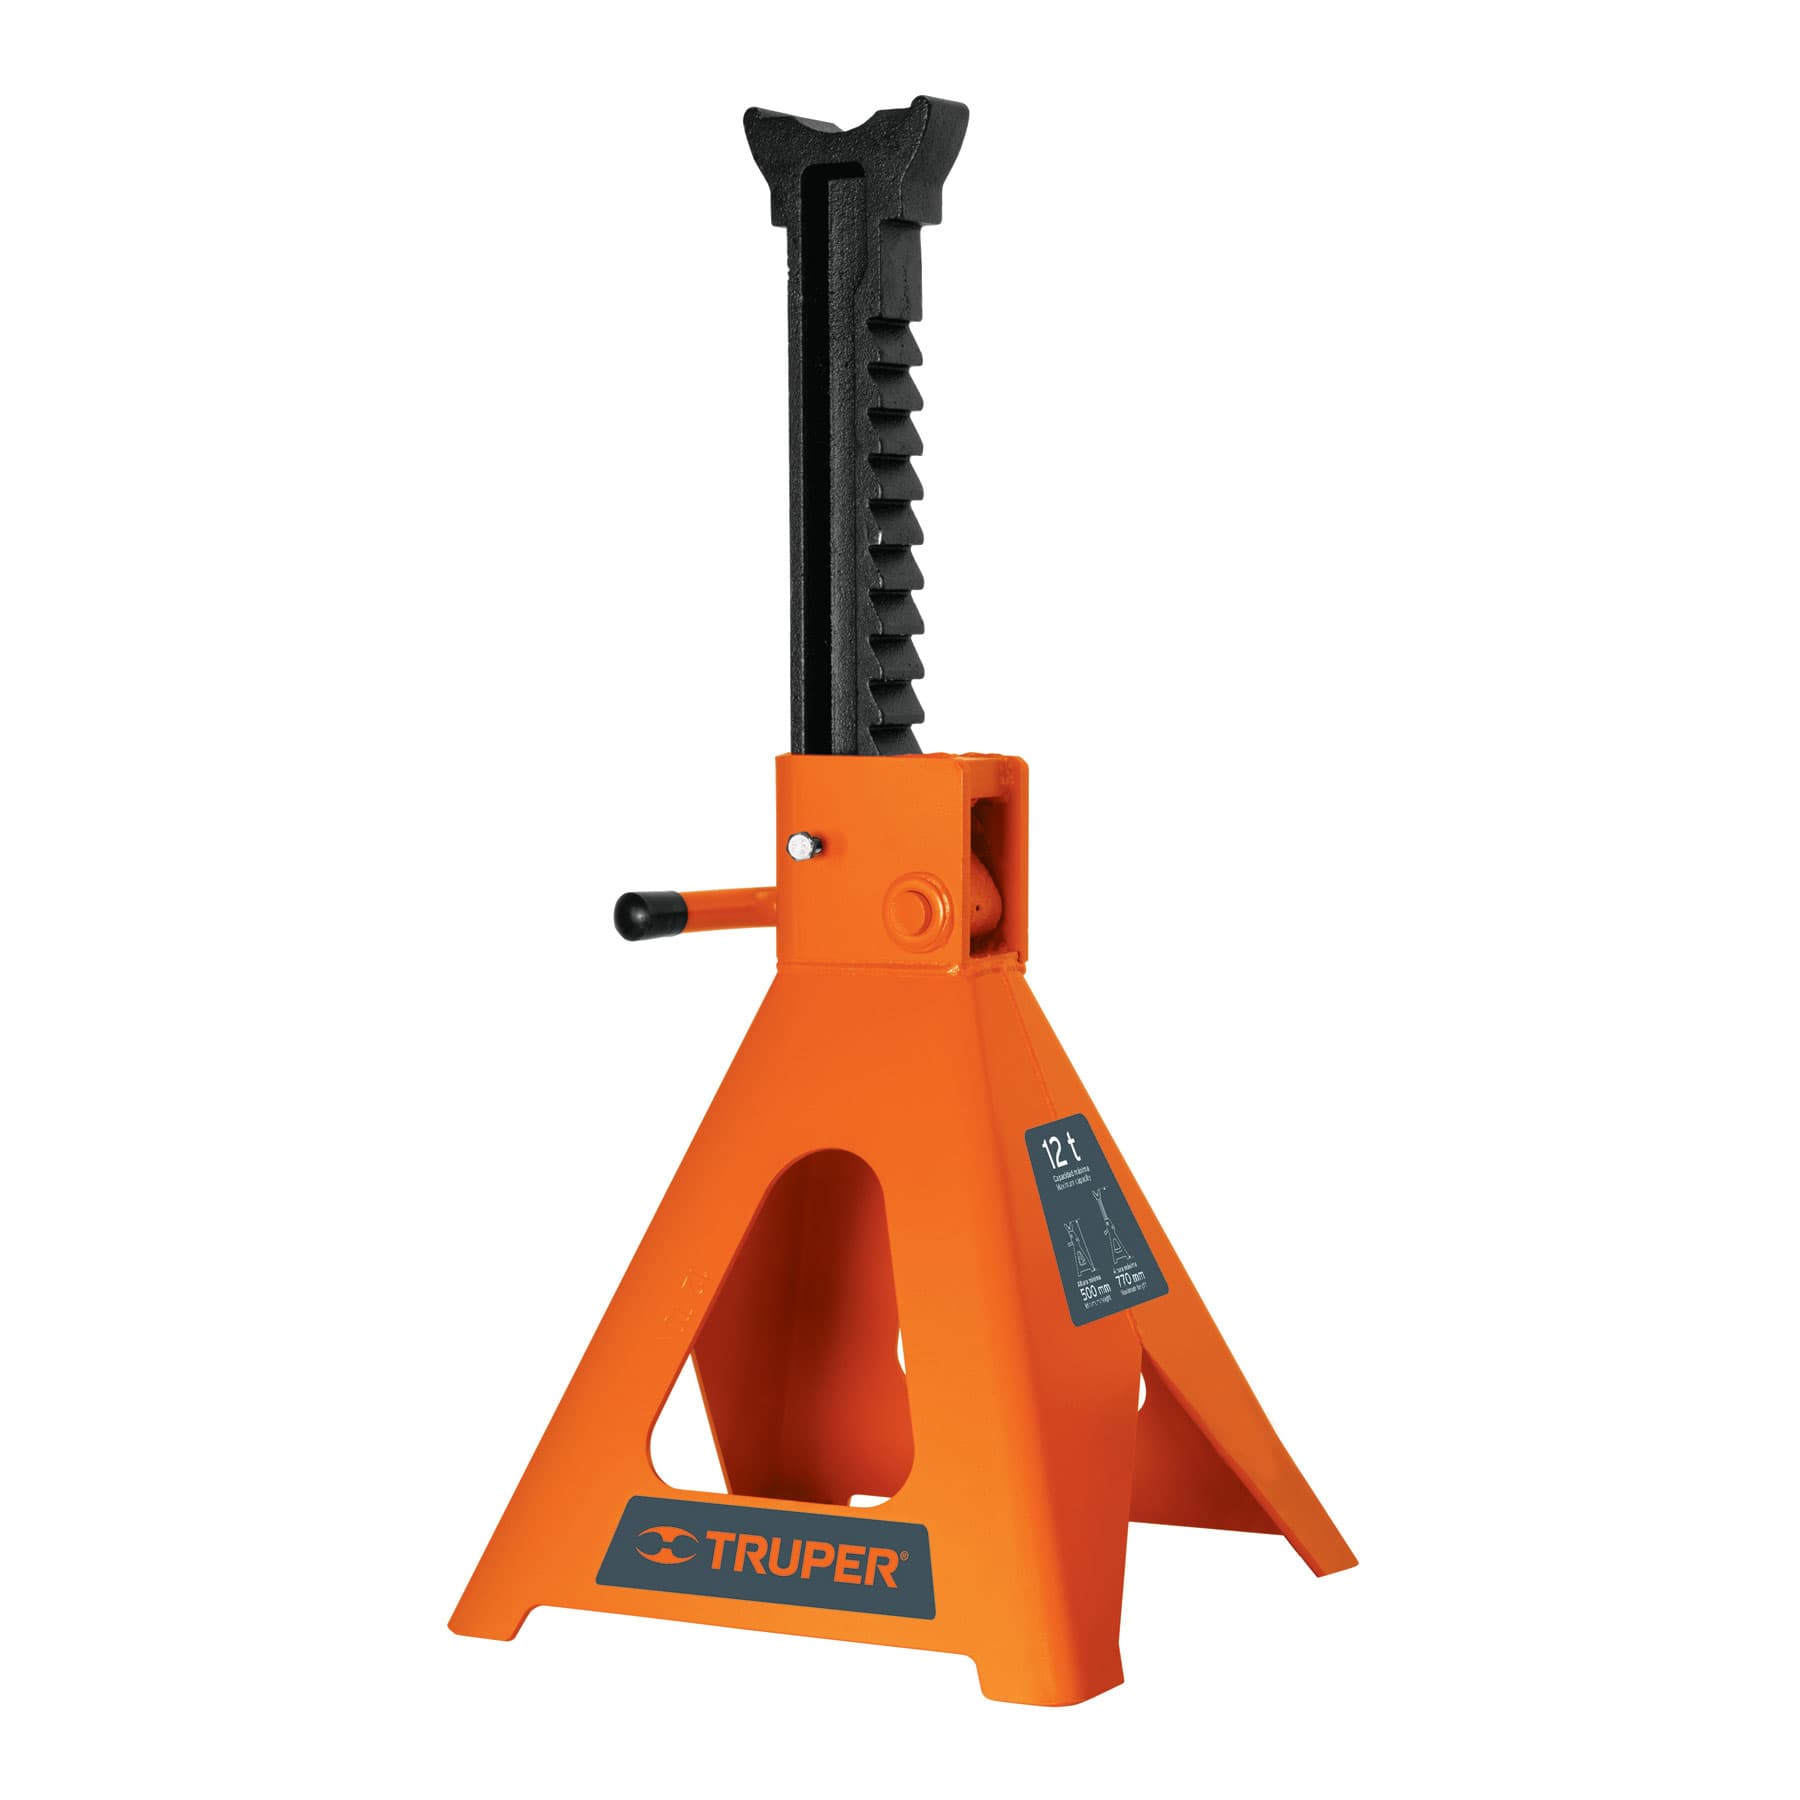 12 t
Capacidad máxima
Maximum capacity
Altura mínima
500 mm
Minimum height
Altura máxima
770 mm
Maximum height
TRUPER®